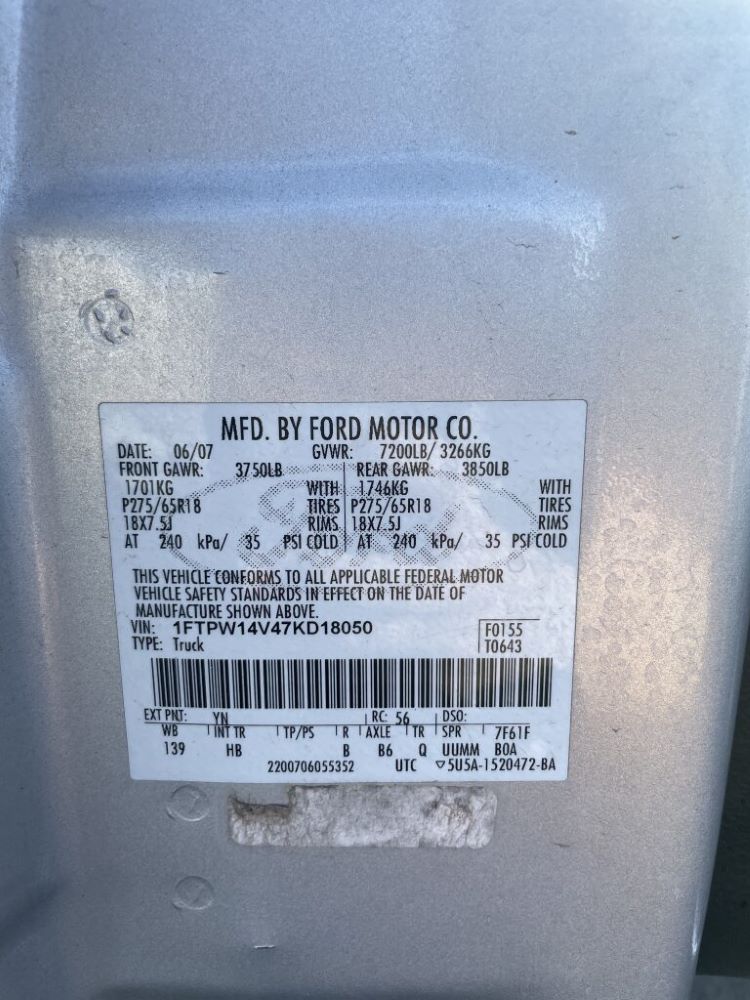 MFD. BY FORD MOTOR CO.
DATE: 06/07 GVWR: 7200LB/ 3266KG
FRONT GAWR: 3750LB REAR GAWR: 3850LB
1701KG WITH 1746KG WITH
P275/65R18 TIRES P275/65R18 TIRES
18X7.5J RIMS 18X7.5J RIMS
AT 240 kPa/ 35 PSI COLD AT 240 kPa/ 35 PSI COLD
THIS VEHICLE CONFORMS TO ALL APPLICABLE FEDERAL MOTOR
VEHICLE SAFETY STANDARDS IN EFFECT ON THE DATE OF
MANUFACTURE SHOWN ABOVE.
VIN: 1FTPW14V47KD18050 F0155
TYPE: Truck T0643
EXT PNT: YN RC: 56 DSO:
WB INT TR TP/PS R AXLE TR SPR 7F61F
139 HB B B6 Q UUMM BOA
2200706055352 UTC ▽5U5A-1520472-BA